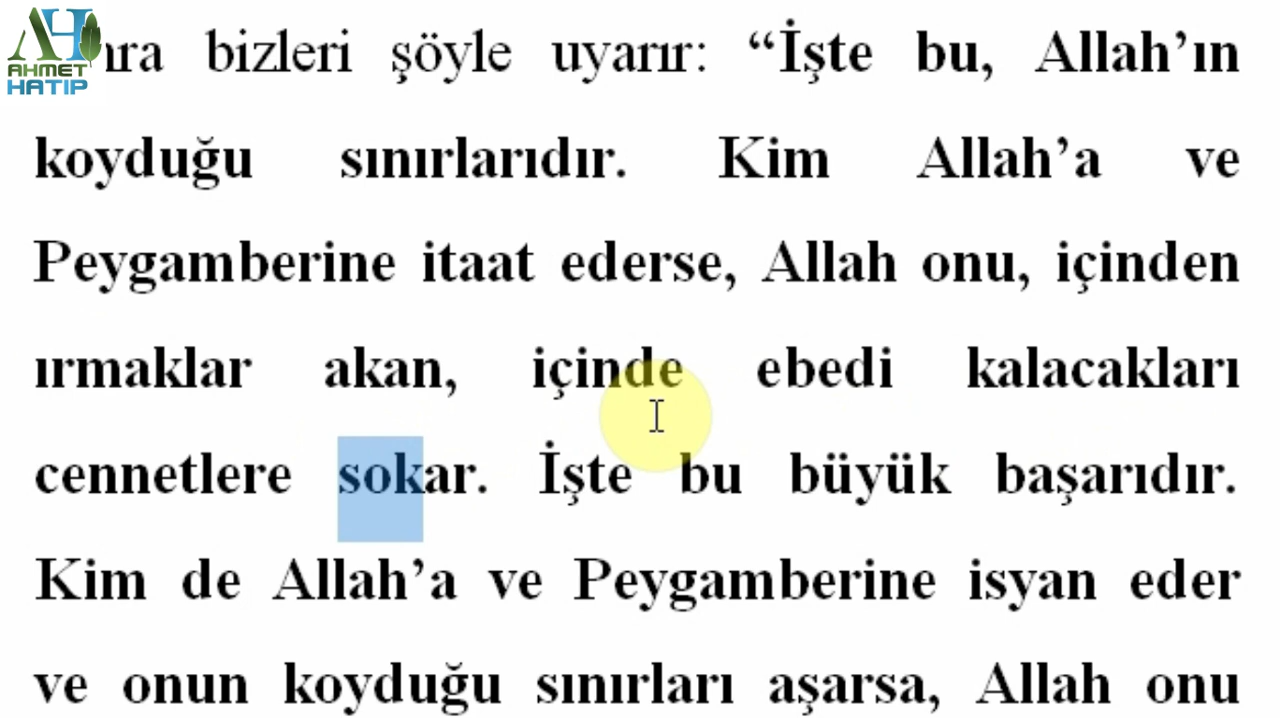 AHMET
HATIP
bizleri şöyle uyarır: “İşte bu, Allah’ın
koyduğu sınırlarıdır. Kim Allah’a ve
Peygamberine itaat ederse, Allah onu, içinden
ırmaklar akan, içinde ebedi kalacakları
cennetlere sokar. İşte bu büyük başarıdır.
Kim de Allah’a ve Peygamberine isyan eder
ve onun koyduğu sınırları aşarsa, Allah onu